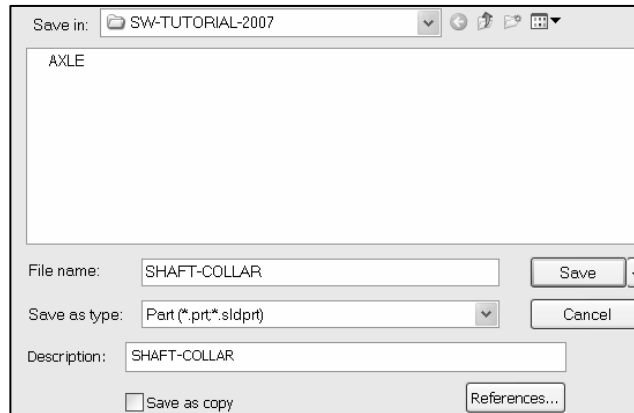 Save in: SW-TUTORIAL-2007
AXLE
File name: SHAFT-COLLAR Save
Save as type: Part (*.prt;*.sldprt) Cancel
Description: SHAFT-COLLAR
Save as copy References...